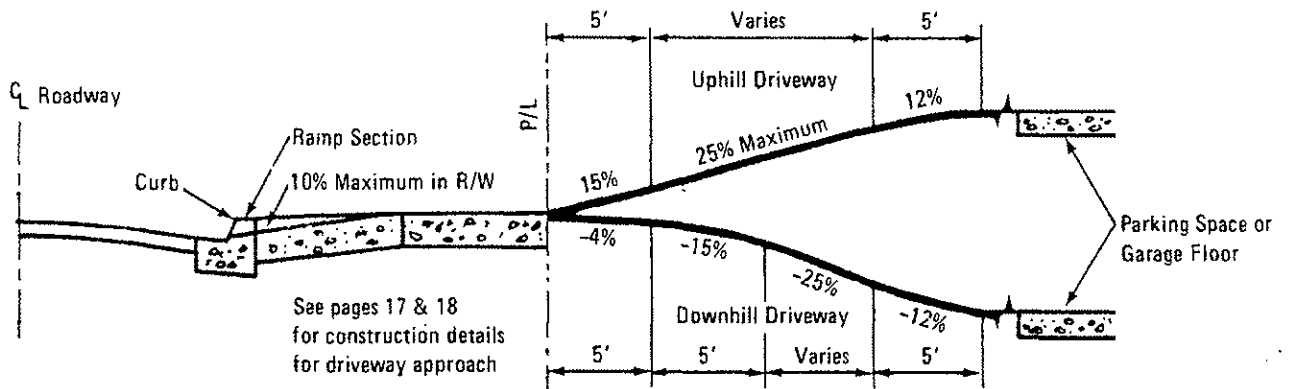 5'
Varies
5'
Uphill Driveway
℄ Roadway
P/L
12%
25% Maximum
15%
Ramp Section
Curb
10% Maximum in R/W
Parking Space or
Garage Floor
-4%
-15%
-25%
-12%
See pages 17 & 18
for construction details
for driveway approach
Downhill Driveway
5'
5'
Varies
5'